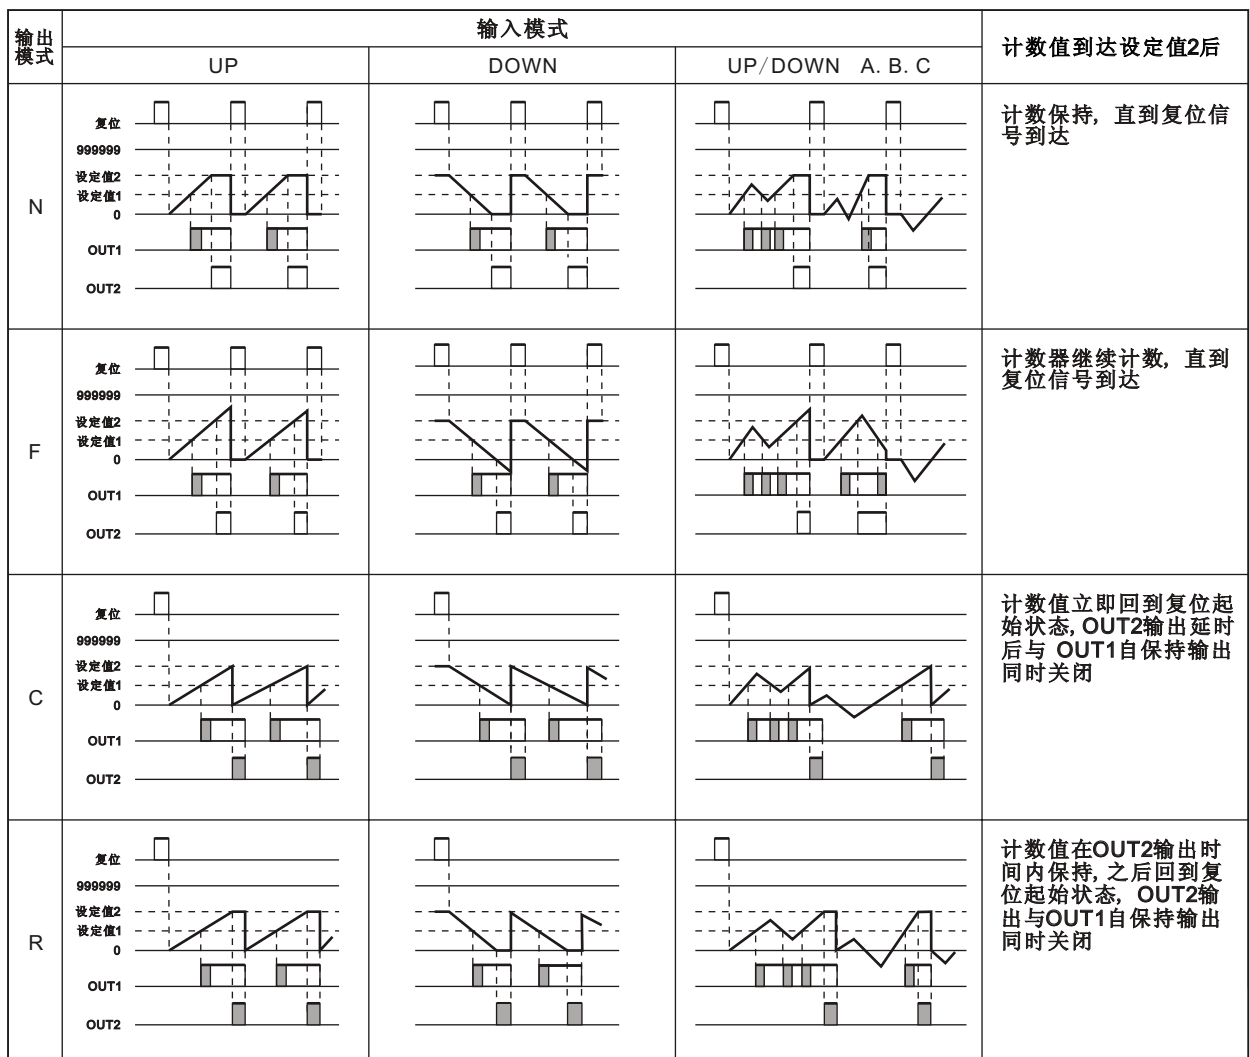 输出
模式
输入模式
计数值到达设定值2后
UP
DOWN
UP/DOWN A. B. C
N
复位
999999
设定值2
设定值1
0
OUT1
OUT2
计数保持, 直到复位信
号到达
F
复位
999999
设定值2
设定值1
0
OUT1
OUT2
计数器继续计数, 直到
复位信号到达
C
复位
999999
设定值2
设定值1
0
OUT1
OUT2
计数值立即回到复位起
始状态, OUT2输出延时
后与 OUT1自保持输出
同时关闭
R
复位
999999
设定值2
设定值1
0
OUT1
OUT2
计数值在OUT2输出时
间内保持, 之后回到复
位起始状态, OUT2输
出与OUT1自保持输出
同时关闭